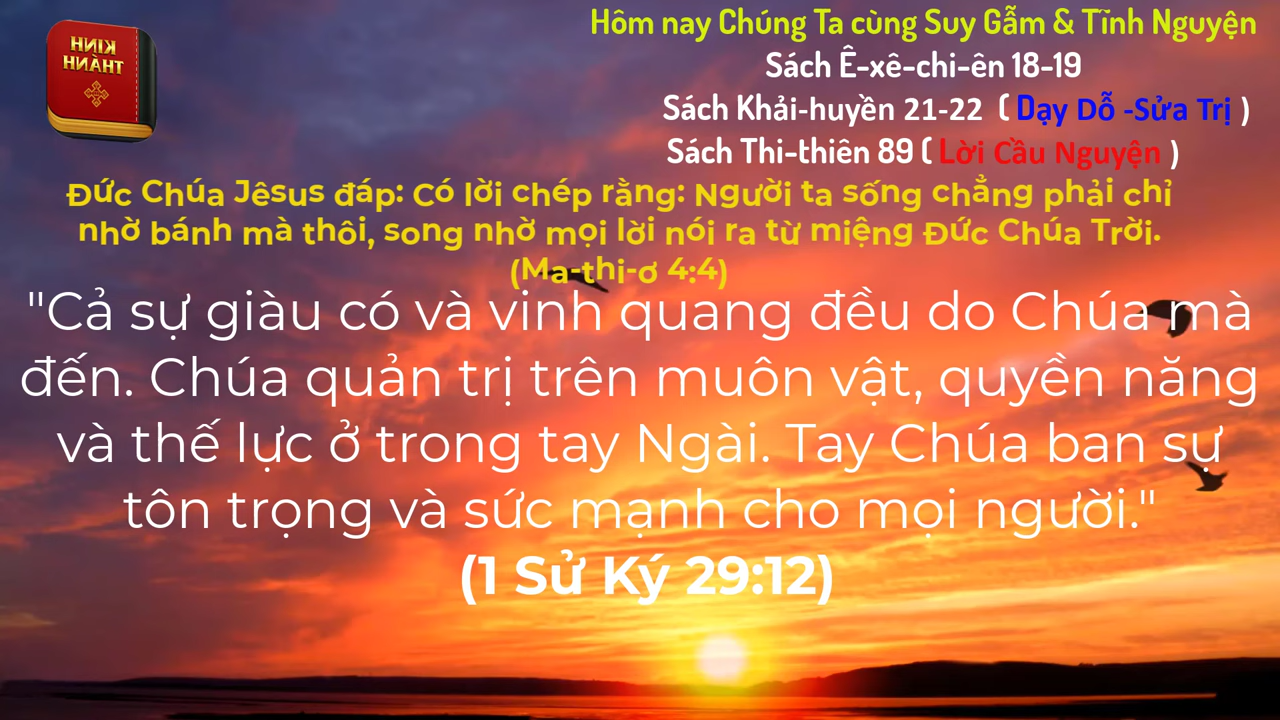 KINH
THÁNH
Hôm nay Chúng Ta cùng Suy Gẫm & Tĩnh Nguyện
Sách Ê-xê-chi-ên 18-19
Sách Khải-huyền 21-22 ( Dạy Dỗ -Sửa Trị )
Sách Thi-thiên 89 ( Lời Cầu Nguyện )
Đức Chúa Jêsus đáp: Có lời chép rằng: Người ta sống chẳng phải chỉ
nhờ bánh mà thôi, song nhờ mọi lời nói ra từ miệng Đức Chúa Trời.
(Ma-thi-ơ 4:4)
"Cả sự giàu có và vinh quang đều do Chúa mà
đến. Chúa quản trị trên muôn vật, quyền năng
và thế lực ở trong tay Ngài. Tay Chúa ban sự
tôn trọng và sức mạnh cho mọi người."
(1 Sử Ký 29:12)